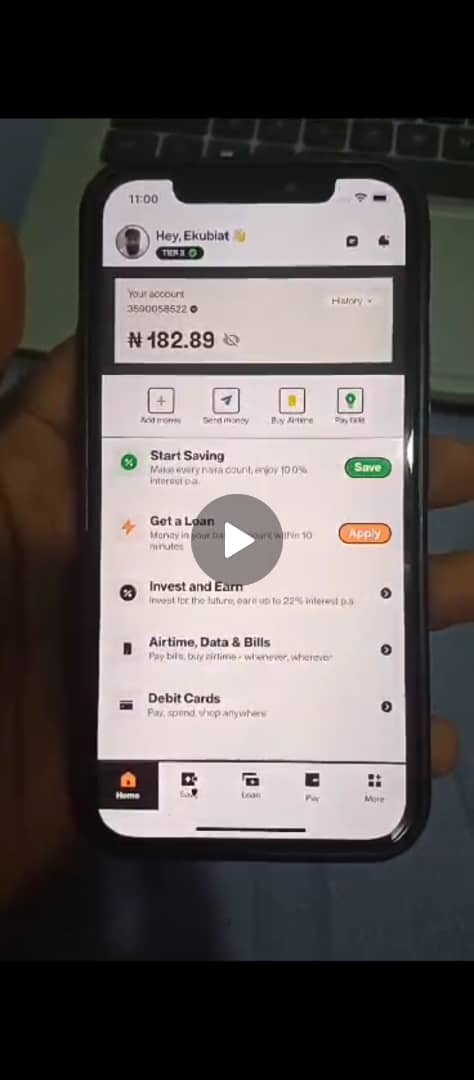 11:00
Hey, Ekubiat 👋
TIER 2
Your account
3590058522
History
₦ 182.89
Add money
Send money
Buy Airtime
Pay bills
Start Saving
Make every naira count, enjoy 10.0%
interest p.a.
Save
Get a Loan
Money in your account within 10
minutes
Apply
Invest and Earn
Invest for the future, earn up to 22% interest p.a
Airtime, Data & Bills
Pay bills, buy airtime - whenever, wherever
Debit Cards
Pay, spend, shop anywhere
Home
Save
Loan
Pay
More